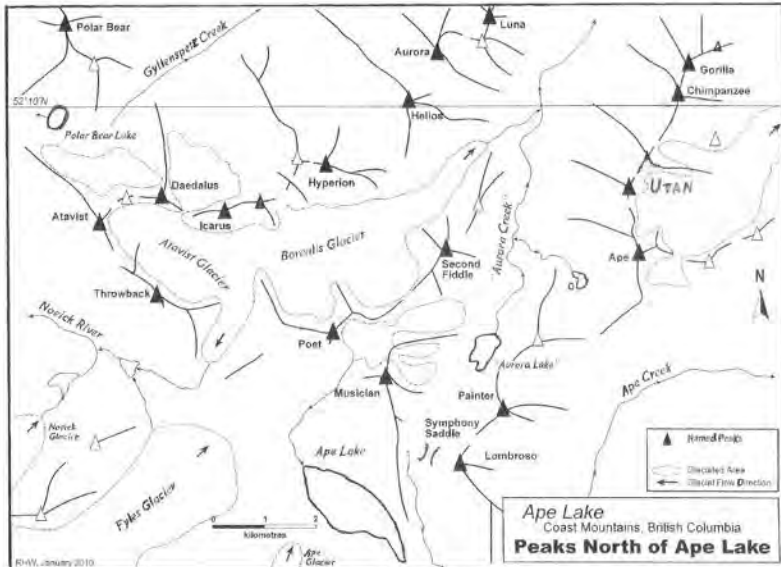 Polar Bear
Gyllenspetz Creek
Luna
Aurora
Gorilla
Chimpanzee
52°10'N
Polar Bear Lake
Helios
Hyperion
Daedalus
Icarus
Atavist
UTAN
Atavist Glacier
Borealis Glacier
Aurora Creek
Second Fiddle
Ape
N
Throwback
Noeick River
Poet
"Aurora Lake"
Ape Creek
Musician
Painter
Symphony Saddle
Noeick Glacier
Ape Lake
Lombroso
Fyles Glacier
Ape Glacier
0 1 2
kilometres
Named Peaks
Glaciated Area
Glacial Flow Direction
Ape Lake
Coast Mountains, British Columbia
Peaks North of Ape Lake
RHW, January 2010